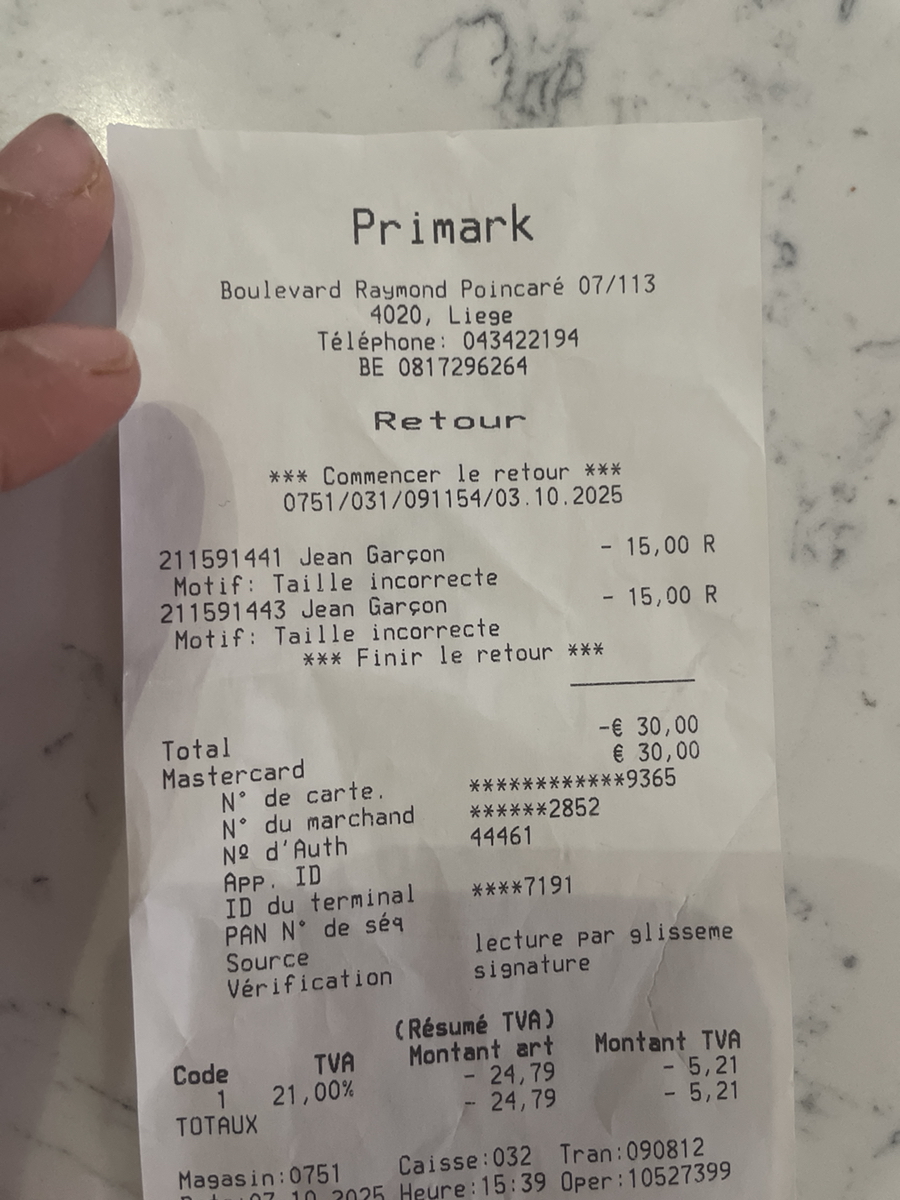 Primark
Boulevard Raymond Poincaré 07/113
4020, Liege
Téléphone: 043422194
BE 0817296264
Retour
*** Commencer le retour ***
0751/031/091154/03.10.2025
211591441 Jean Garçon - 15,00 R
Motif: Taille incorrecte
211591443 Jean Garçon - 15,00 R
Motif: Taille incorrecte
*** Finir le retour ***
Total -€ 30,00
Mastercard € 30,00
N° de carte. ************9365
N° du marchand ******2852
Nº d'Auth 44461
App. ID
ID du terminal ****7191
PAN N° de séq
Source lecture par glisseme
Vérification signature
(Résumé TVA)
Code TVA Montant art Montant TVA
1 21,00% - 24,79 - 5,21
TOTAUX - 24,79 - 5,21
Magasin:0751 Caisse:032 Tran:090812
07.10.2025 Heure:15:39 Oper:10527399